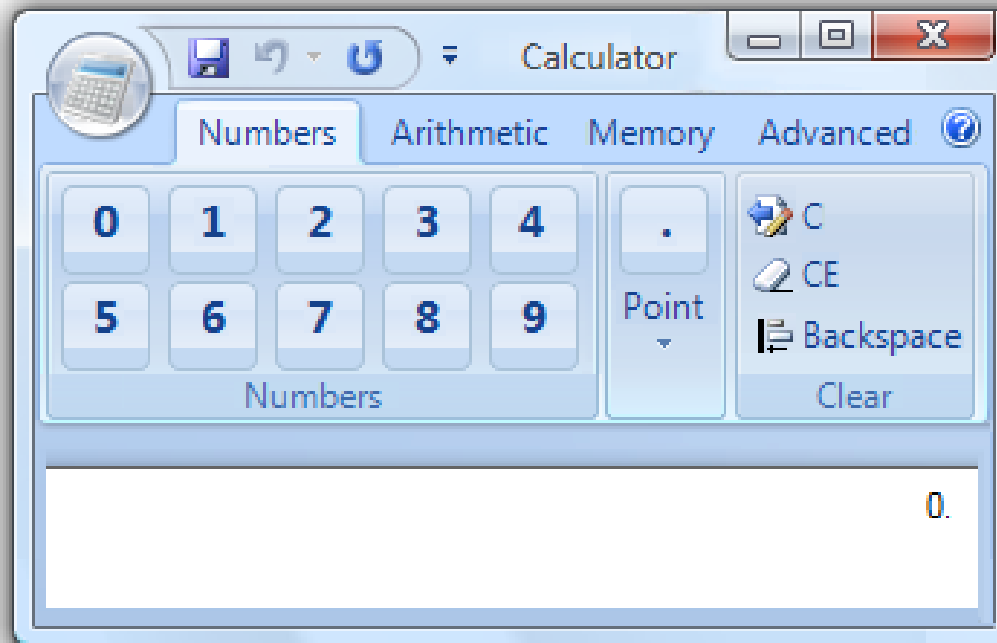 Calculator
Numbers Arithmetic Memory Advanced
0 1 2 3 4 . C
CE
5 6 7 8 9 Point Backspace
Numbers Clear
0.